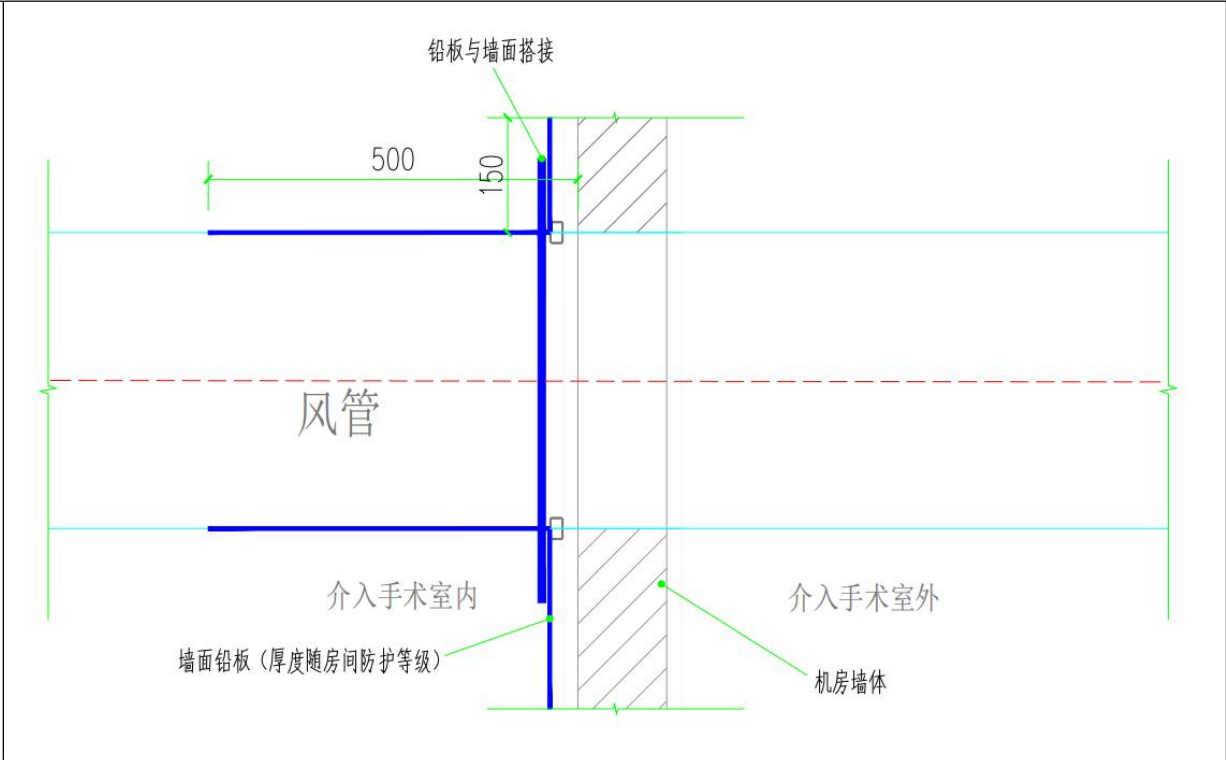 铅板与墙面搭接
500
150
风管
介入手术室内
介入手术室外
墙面铅板（厚度随房间防护等级）
机房墙体